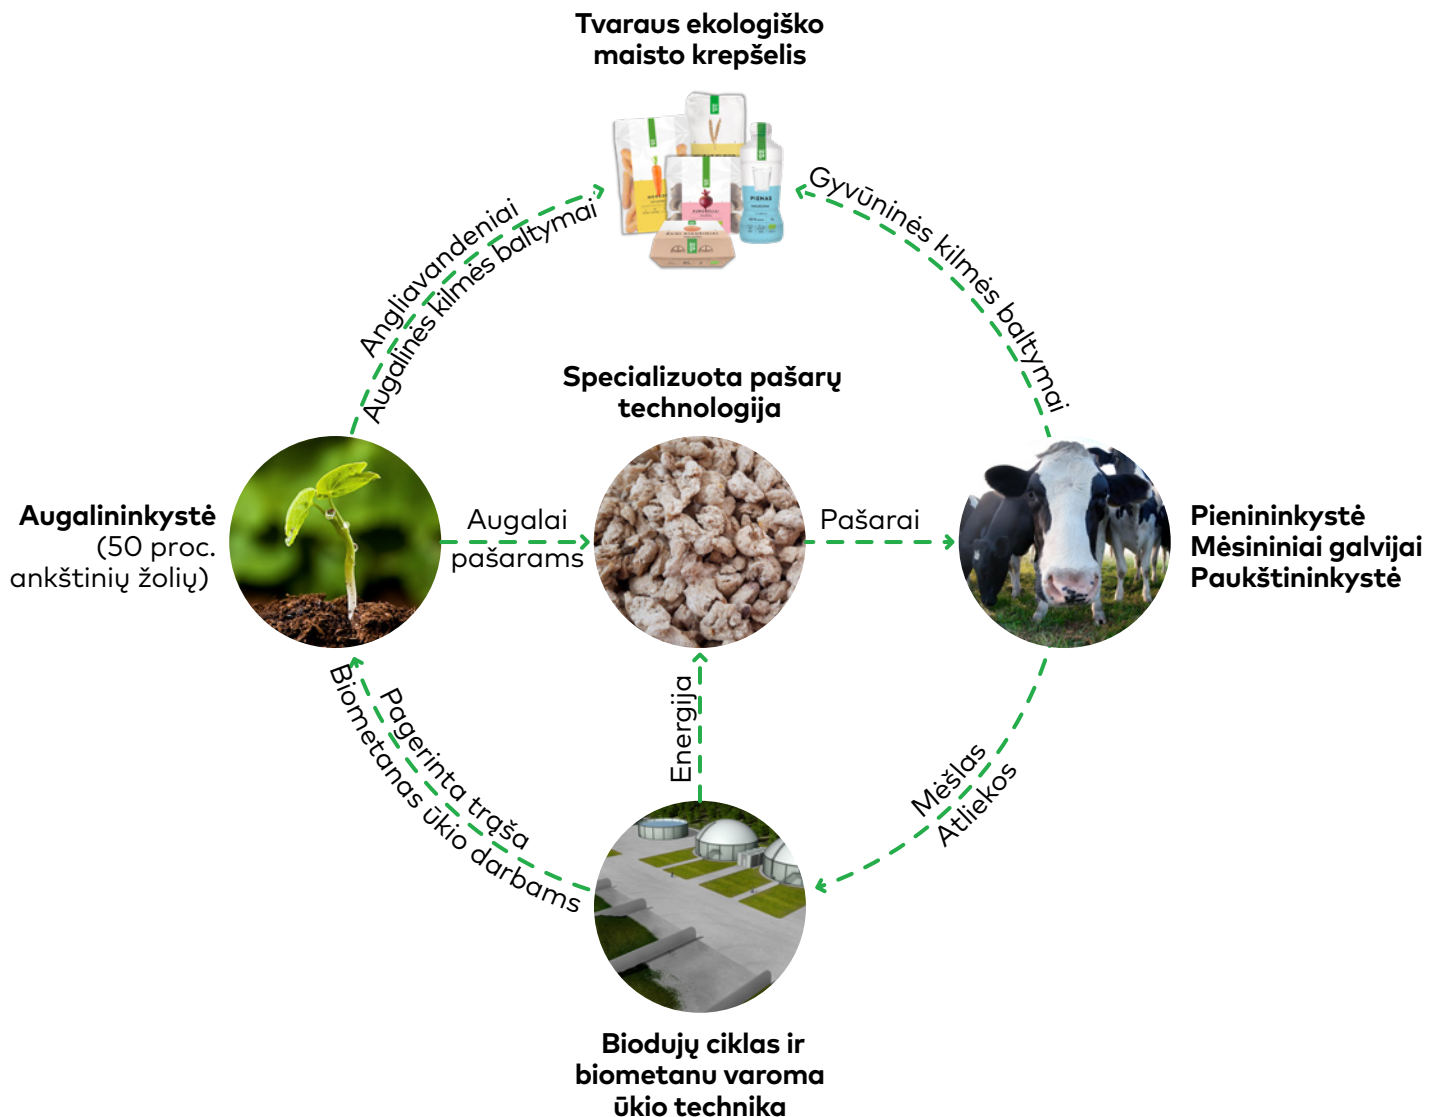 Tvaraus ekologiško
maisto krepšelis
PIENAS
Angliavandeniai
Augalinės kilmės baltymai
Gyvūninės kilmės baltymai
Specializuota pašarų
technologija
Augalininkystė
(50 proc.
ankštinių žolių)
Augalai
pašarams
Pašarai
Pienininkystė
Mėsininiai galvijai
Paukštininkystė
Pagerinta trąša
Biometanas ūkio darbams
Energija
Mėšlas
Atliekos
Biodujų ciklas ir
biometanu varoma
ūkio technika